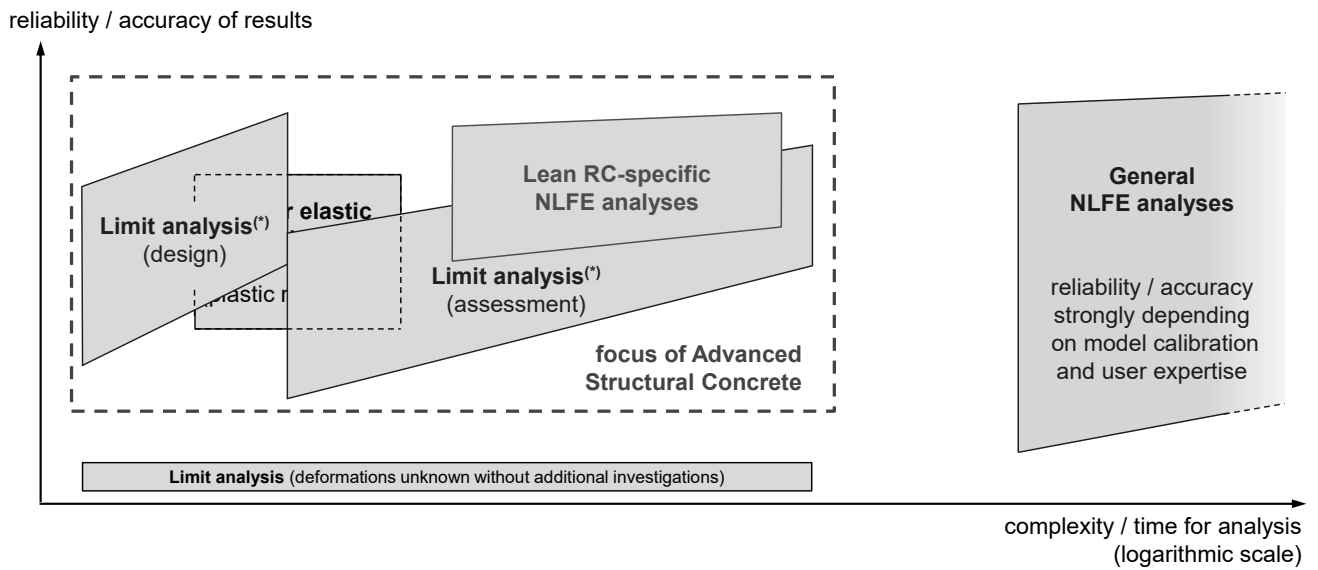 reliability / accuracy of results
Lean RC-specific
NLFE analyses
General
NLFE analyses
elastic
Limit analysis(*)
(design)
Limit analysis(*)
(assessment)
reliability / accuracy
strongly depending
on model calibration
and user expertise
focus of Advanced
Structural Concrete
Limit analysis (deformations unknown without additional investigations)
complexity / time for analysis
(logarithmic scale)